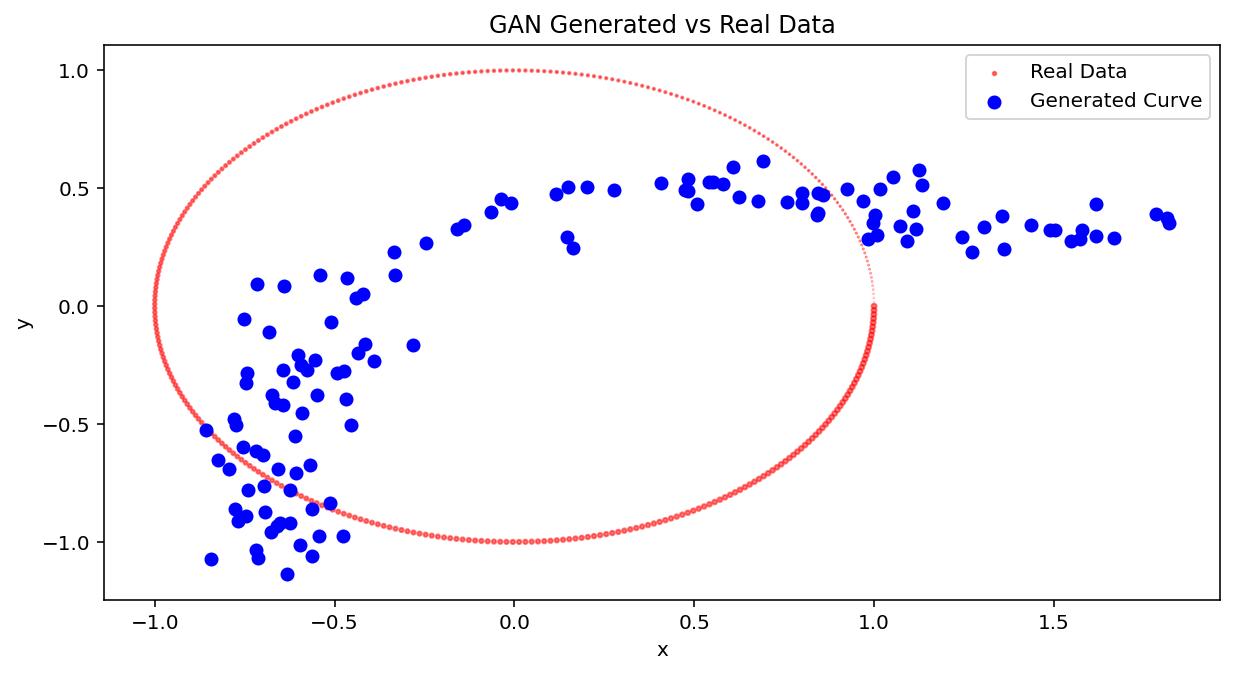 GAN Generated vs Real Data
Real Data
Generated Curve
1.0
0.5
0.0
−0.5
−1.0
y
−1.0 −0.5 0.0 0.5 1.0 1.5
x